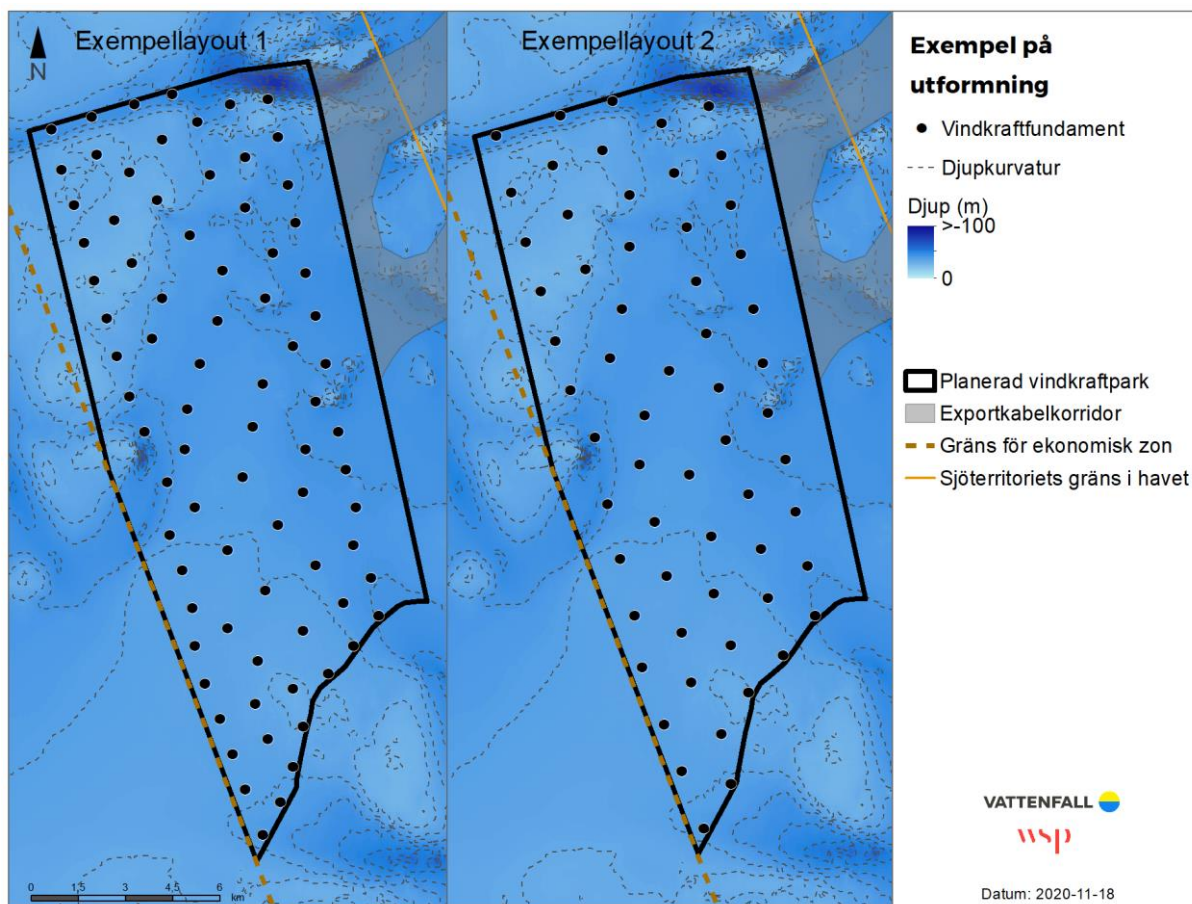 Exempellayout 1
N
Exempellayout 2
0 1,5 3 4,5 6
km
Exempel på
utformning
Vindkraftfundament
Djupkurvatur
Djup (m)
>-100
0
Planerad vindkraftpark
Exportkabelkorridor
Gräns för ekonomisk zon
Sjöterritoriets gräns i havet
VATTENFALL
wsp
Datum: 2020-11-18